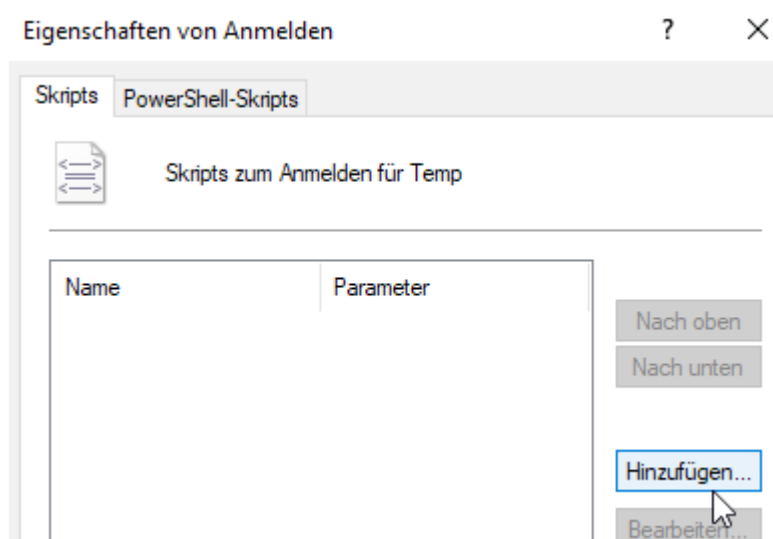 Eigenschaften von Anmelden ?
Skripts PowerShell-Skripts
Skripts zum Anmelden für Temp
Name Parameter
Nach oben
Nach unten
Hinzufügen...
Bearbeiten...